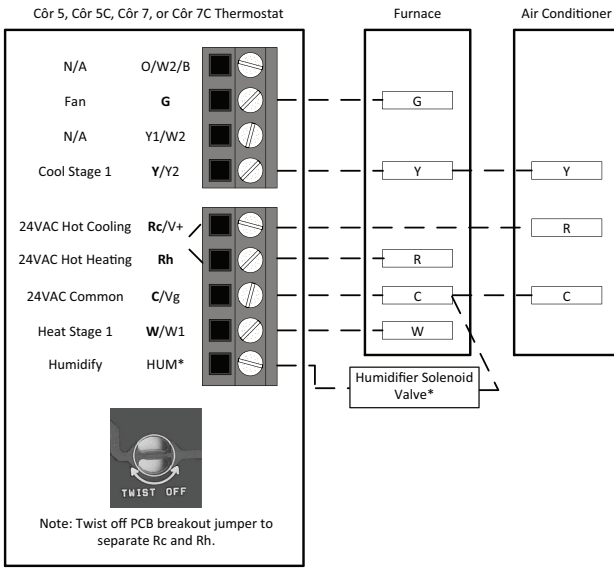 Côr 5, Côr 5C, Côr 7, or Côr 7C Thermostat
Furnace
Air Conditioner
N/A O/W2/B
Fan G
G
N/A Y1/W2
Cool Stage 1 Y/Y2
Y
Y
24VAC Hot Cooling Rc/V+
R
24VAC Hot Heating Rh
R
24VAC Common C/Vg
C
C
Heat Stage 1 W/W1
W
Humidify HUM*
Humidifier Solenoid
Valve*
TWIST OFF
Note: Twist off PCB breakout jumper to
separate Rc and Rh.